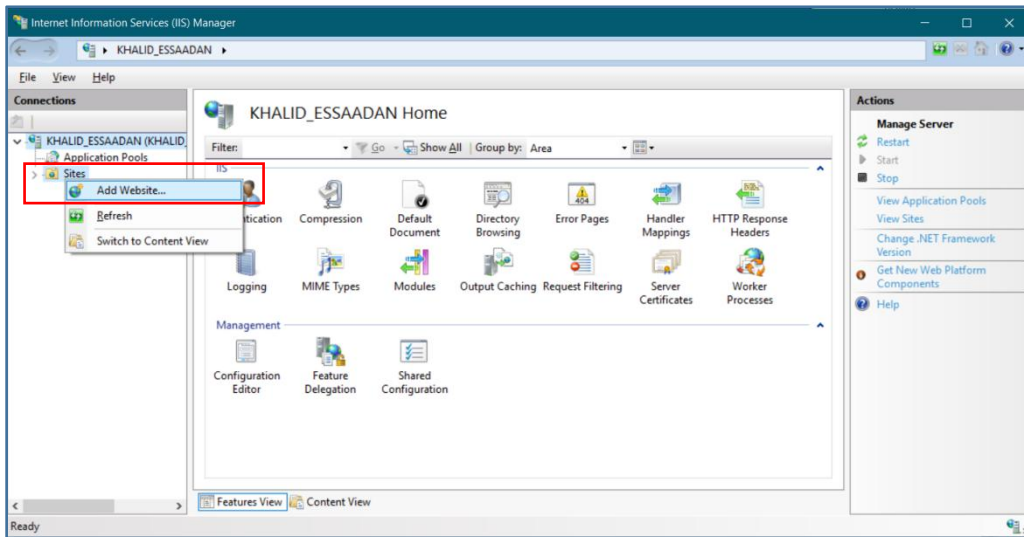 Internet Information Services (IIS) Manager
KHALID_ESSAADAN
File View Help
Connections
KHALID_ESSAADAN (KHALID_
Application Pools
Sites
Add Website...
Refresh
Switch to Content View
KHALID_ESSAADAN Home
Filter: Go Show All Group by: Area
IIS
Compression
Default
Document
Directory
Browsing
Error Pages
Handler
Mappings
HTTP Response
Headers
Logging
MIME Types
Modules
Output Caching
Request Filtering
Server
Certificates
Worker
Processes
Management
Configuration
Editor
Feature
Delegation
Shared
Configuration
Features View Content View
Actions
Manage Server
Restart
Start
Stop
View Application Pools
View Sites
Change .NET Framework
Version
Get New Web Platform
Components
Help
Ready